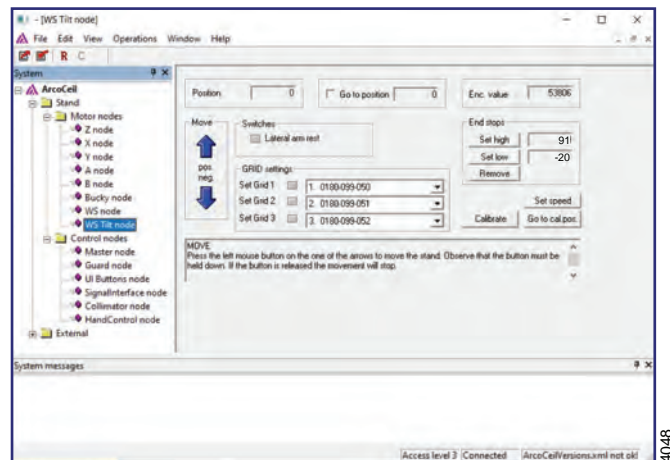 - [WS Tilt node]
File Edit View Operations Window Help
R C
System
ArcoCeil
Stand
Motor nodes
Z node
X node
Y node
A node
B node
Bucky node
WS node
WS Tilt node
Control nodes
Master node
Guard node
UI Buttons node
SignalInterface node
Collimator node
HandControl node
External
Position 0 Go to position 0 Enc. value 53806
Move
pos.
neg.
Switches
Lateral arm rest
GRID settings
Set Grid 1 1. 0180-099-050
Set Grid 2 2. 0180-099-051
Set Grid 3 3. 0180-099-052
End stops
Set high 91
Set low -20
Remove
Set speed
Calibrate Go to cal.pos.
MOVE
Press the left mouse button on the one of the arrows to move the stand. Observe that the button must be
held down. If the button is released the movement will stop.
System messages
Access level 3 Connected ArcoCeilVersions.xml not ok!
4048